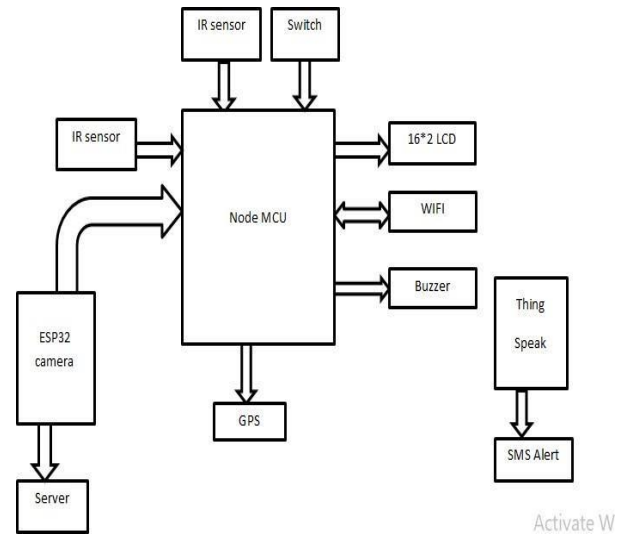 IR sensor
Switch
IR sensor
16*2 LCD
Node MCU
WIFI
Buzzer
Thing
Speak
ESP32
camera
GPS
SMS Alert
Server
Activate W